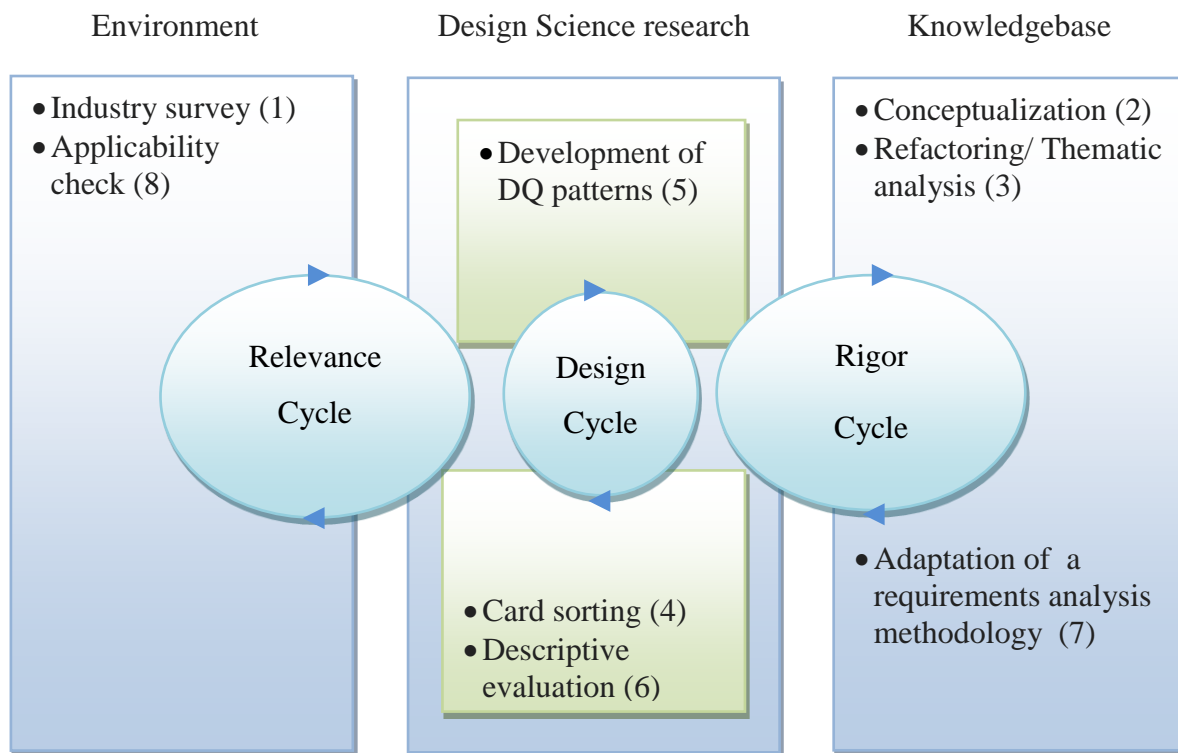 Environment
Design Science research
Knowledgebase
• Industry survey (1)
• Applicability
check (8)
• Development of
DQ patterns (5)
• Conceptualization (2)
• Refactoring/ Thematic
analysis (3)
Relevance
Cycle
Design
Cycle
Rigor
Cycle
• Card sorting (4)
• Descriptive
evaluation (6)
• Adaptation of a
requirements analysis
methodology (7)